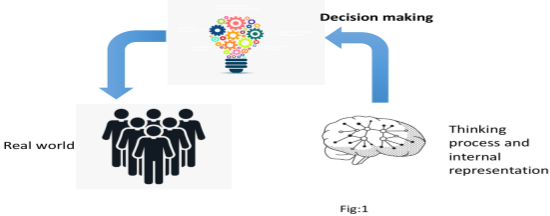 Decision making
Real world
Thinking
process and
internal
representation
Fig:1